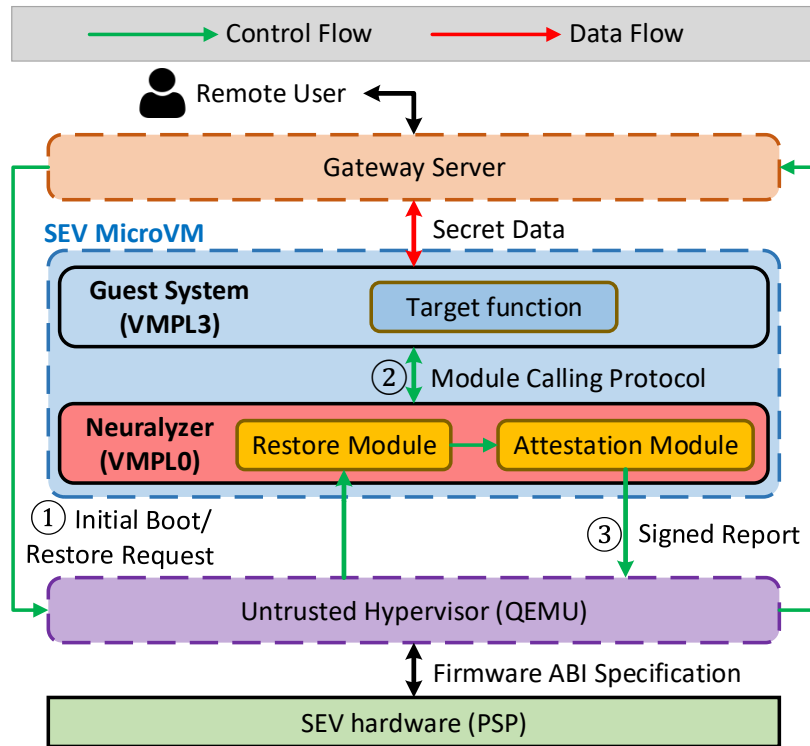 Control Flow
Data Flow
Remote User
Gateway Server
SEV MicroVM
Secret Data
Guest System
(VMPL3)
Target function
② Module Calling Protocol
Neuralyzer
(VMPL0)
Restore Module
Attestation Module
① Initial Boot/
Restore Request
③ Signed Report
Untrusted Hypervisor (QEMU)
Firmware ABI Specification
SEV hardware (PSP)